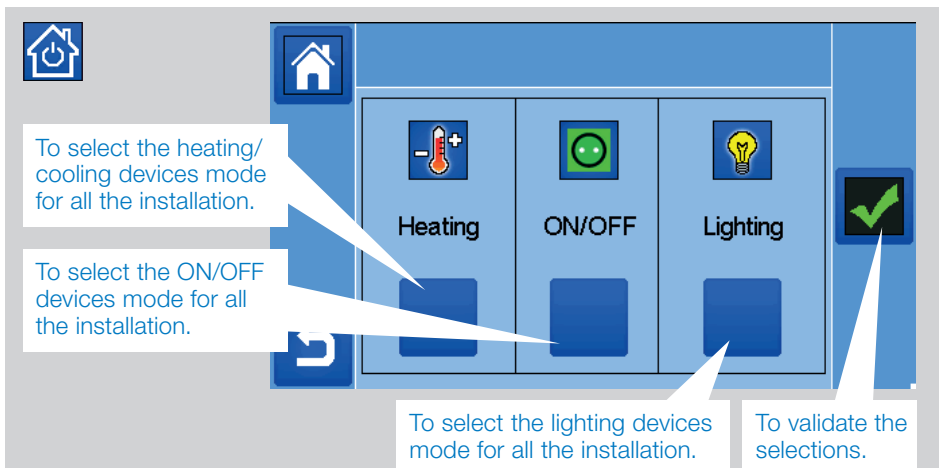 To select the heating/
cooling devices mode
for all the installation.
To select the ON/OFF
devices mode for all
the installation.
Heating
ON/OFF
Lighting
To select the lighting devices
mode for all the installation.
To validate the
selections.